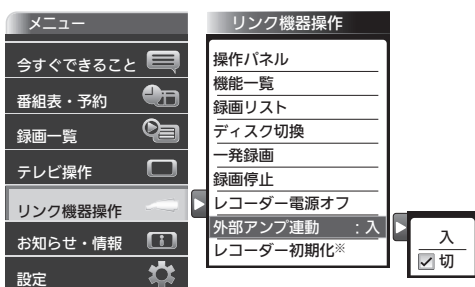 メニュー
今すぐできること
番組表・予約
録画一覧
テレビ操作
リンク機器操作
お知らせ・情報
設定
リンク機器操作
操作パネル
機能一覧
録画リスト
ディスク切換
一発録画
録画停止
レコーダー電源オフ
外部アンプ連動 :入
レコーダー初期化※
入
切